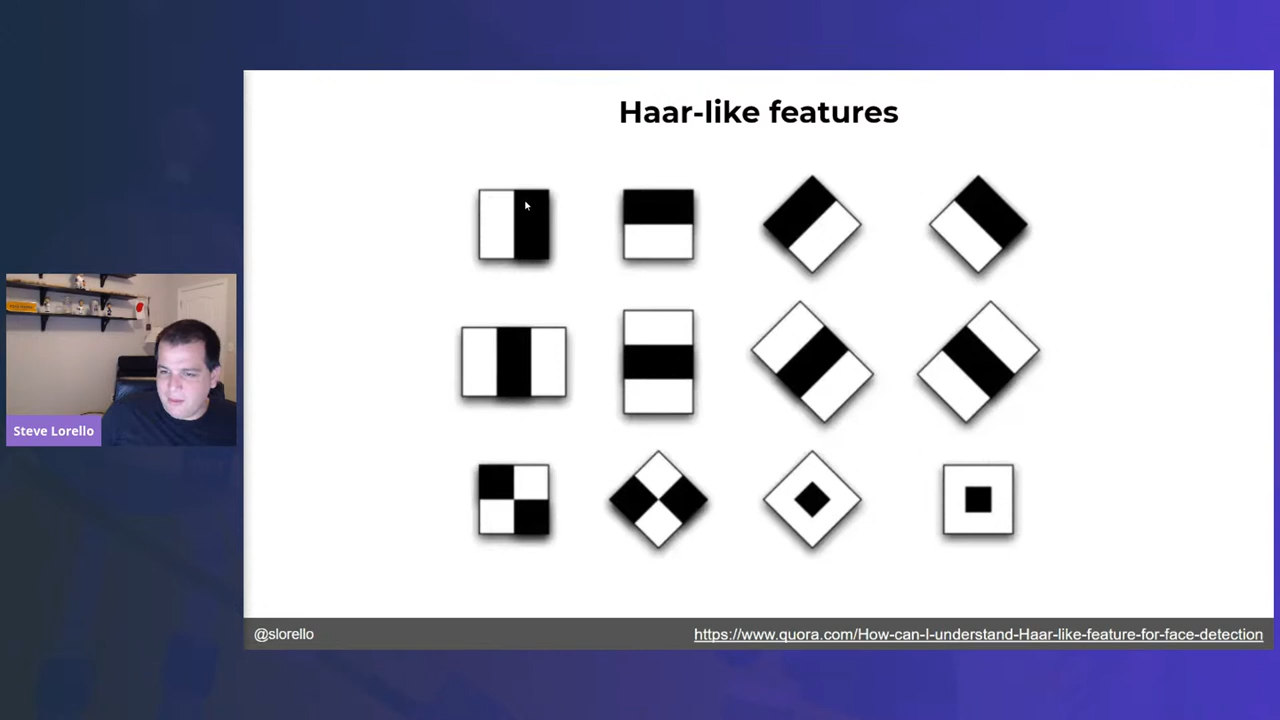 Haar-like features
Steve Lorello
@slorello
https://www.quora.com/How-can-I-understand-Haar-like-feature-for-face-detection